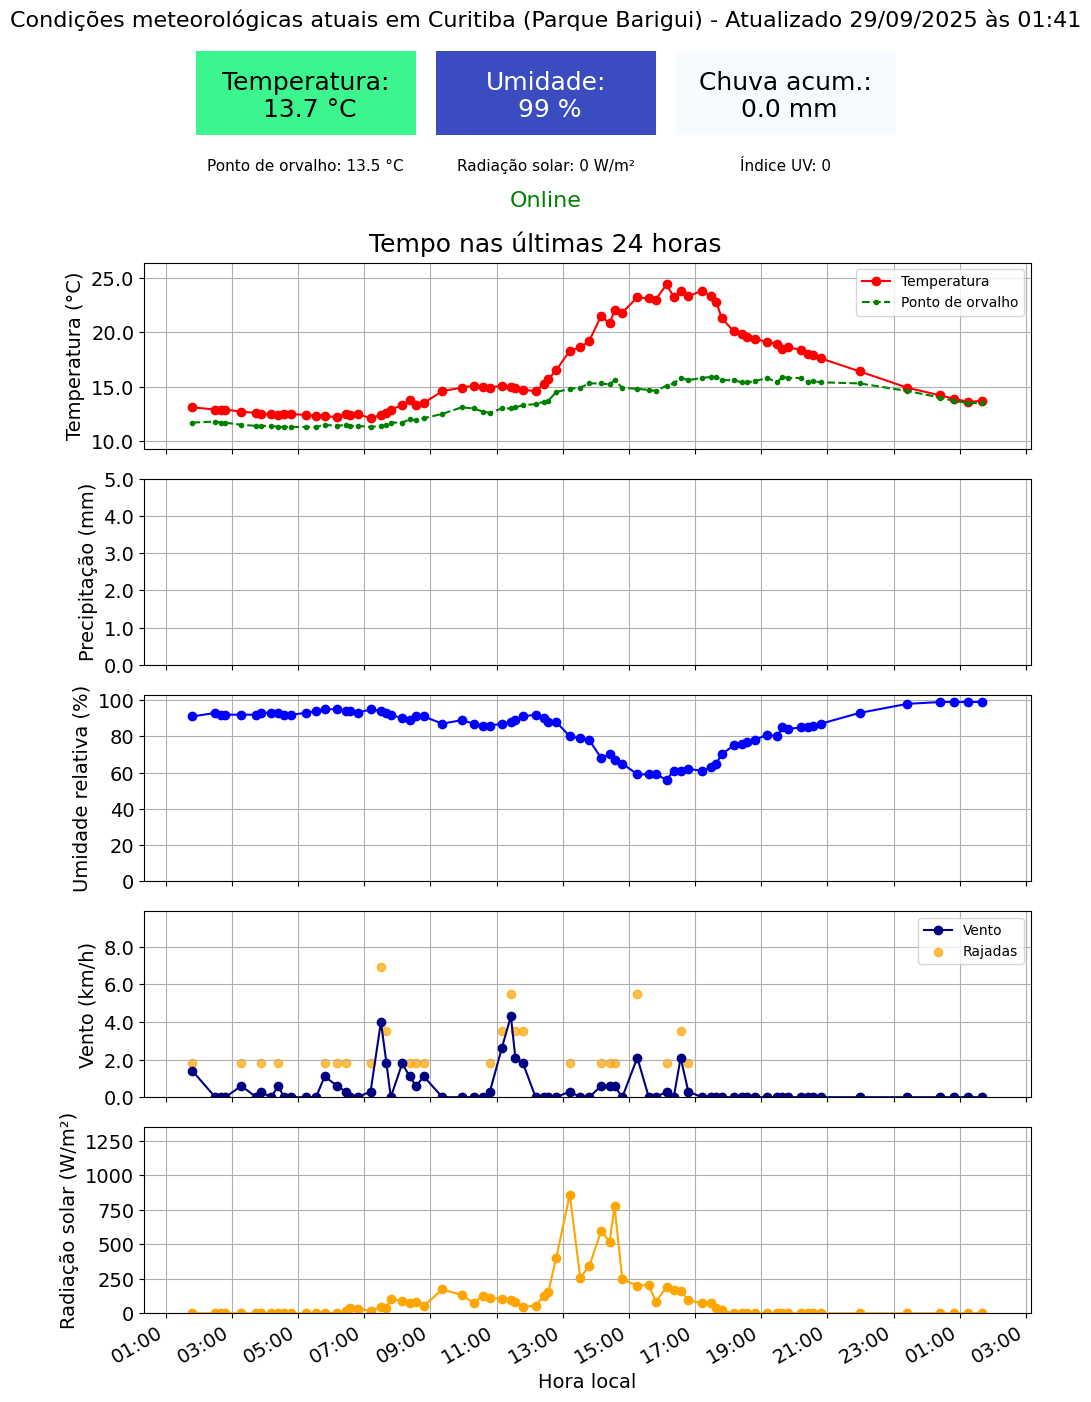 Condições meteorológicas atuais em Curitiba (Parque Barigui) - Atualizado 29/09/2025 às 01:41
Temperatura:
13.7 °C
Umidade:
99 %
Chuva acum.:
0.0 mm
Ponto de orvalho: 13.5 °C
Radiação solar: 0 W/m²
Índice UV: 0
Online
Tempo nas últimas 24 horas
Temperatura (°C)
25.0
20.0
15.0
10.0
Temperatura
Ponto de orvalho
Precipitação (mm)
5.0
4.0
3.0
2.0
1.0
0.0
Umidade relativa (%)
100
80
60
40
20
0
Vento (km/h)
8.0
6.0
4.0
2.0
0.0
Vento
Rajadas
Radiação solar (W/m²)
1250
1000
750
500
250
0
01:00 03:00 05:00 07:00 09:00 11:00 13:00 15:00 17:00 19:00 21:00 23:00 01:00 03:00
Hora local